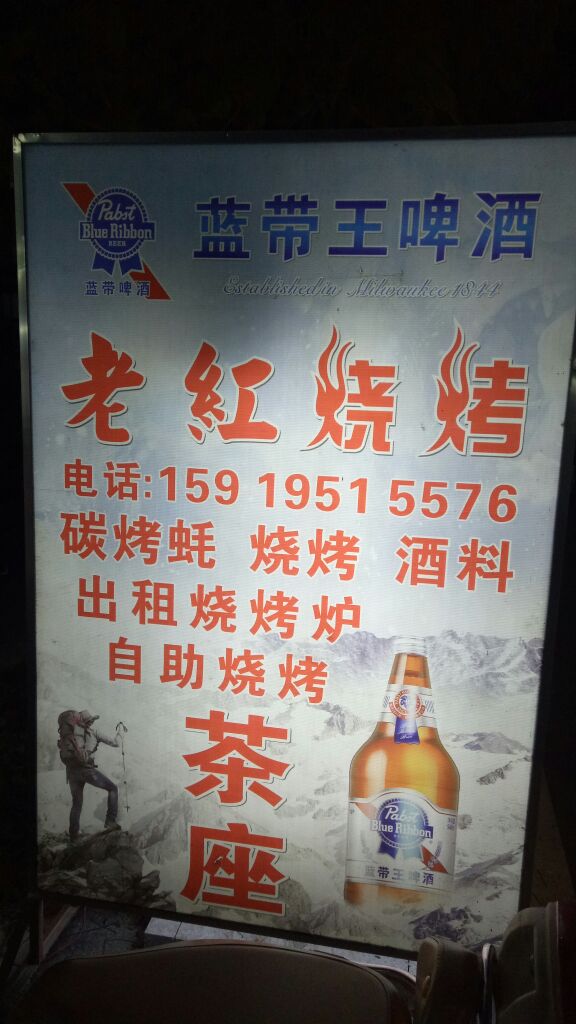 Pabst
Blue Ribbon
BEER
蓝带啤酒
蓝带王啤酒
Established in Milwaukee 1844
老紅烧烤
电话:159 1951 5576
碳烤蚝 烧烤 酒料
出租烧烤炉
自助烧烤
茶座
Pabst
Blue Ribbon
蓝带王啤酒